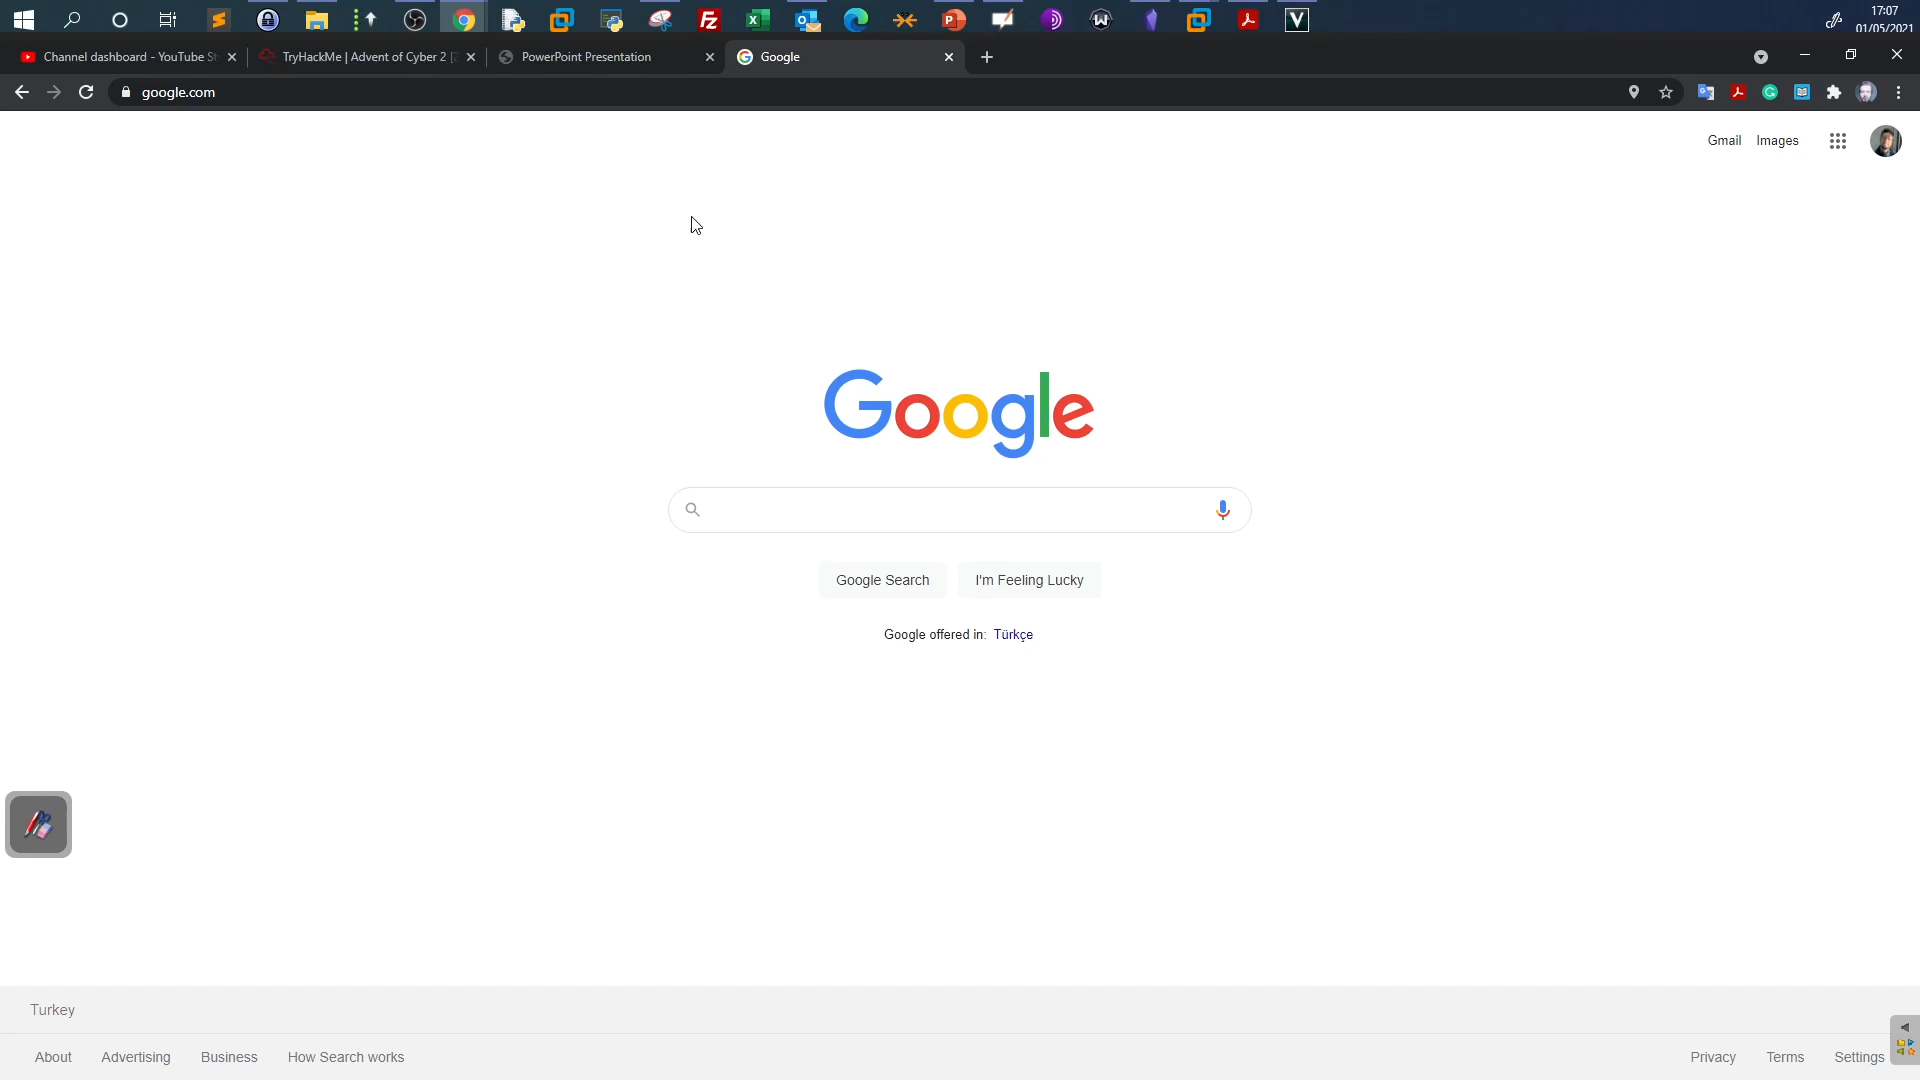 17:07
01/05/2021
Channel dashboard - YouTube St
TryHackMe | Advent of Cyber 2 [2
PowerPoint Presentation
Google
google.com
Gmail
Images
Google
Google Search
I'm Feeling Lucky
Google offered in: Türkçe
Turkey
About
Advertising
Business
How Search works
Privacy
Terms
Settings